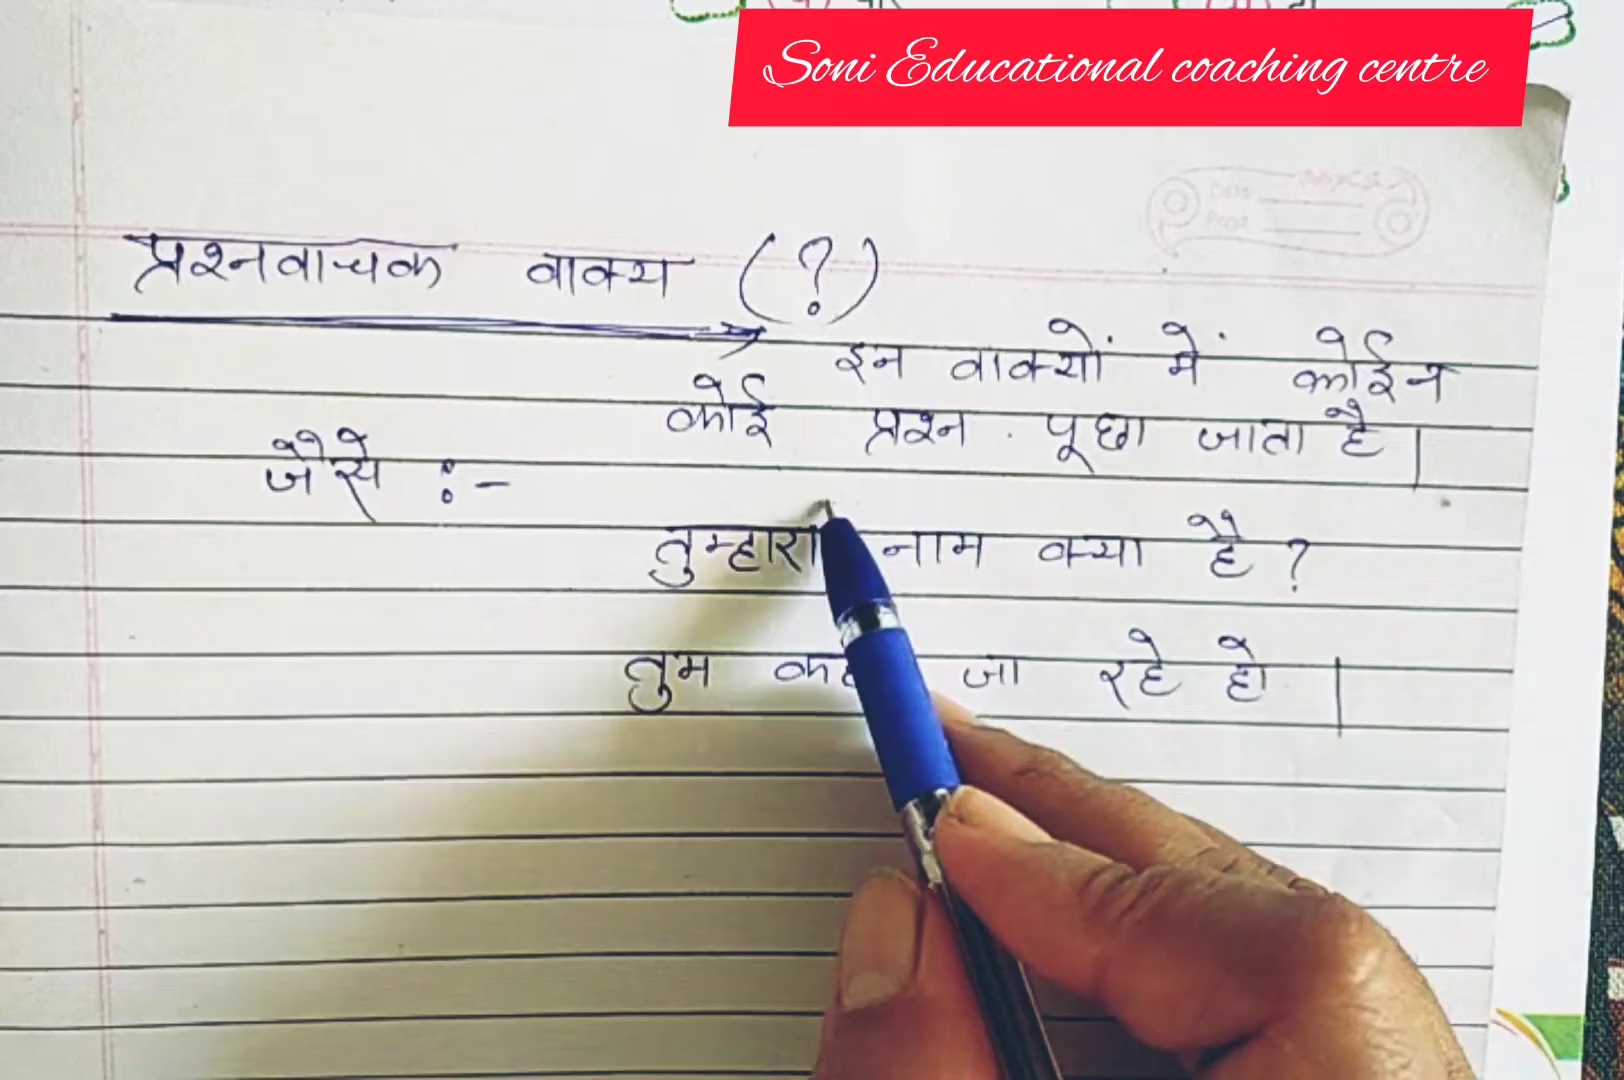 Soni Educational coaching centre
प्रश्नवाचक वाक्य (?)
इन वाक्यों में कोई न
कोई प्रश्न पूछा जाता है |
जैसे :-
तुम्हारा नाम क्या है ?
तुम जा रहे हो |